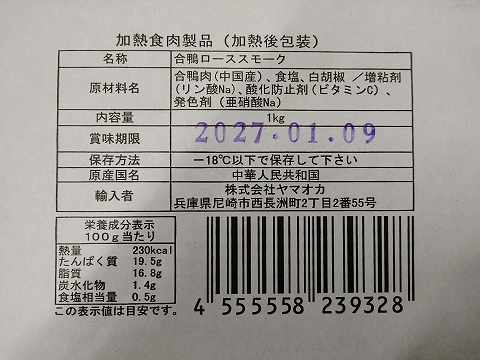 加熱食肉製品（加熱後包装）
名称 合鴨ローススモーク
原材料名 合鴨肉(中国産)、食塩、白胡椒 ／増粘剤
(リン酸Na)、酸化防止剤(ビタミンC)、
発色剤（亜硝酸Na）
内容量 1kg
賞味期限 2027.01.09
保存方法 －18℃以下で保存して下さい
原産国名 中華人民共和国
輸入者 株式会社ヤマオカ
兵庫県尼崎市西長洲町2丁目2番55号
栄養成分表示
100g当たり
熱量 230kcal
たんぱく質 19.5g
脂質 16.8g
炭水化物 1.4g
食塩相当量 0.5g
この表示値は目安です。
4 555558 239328